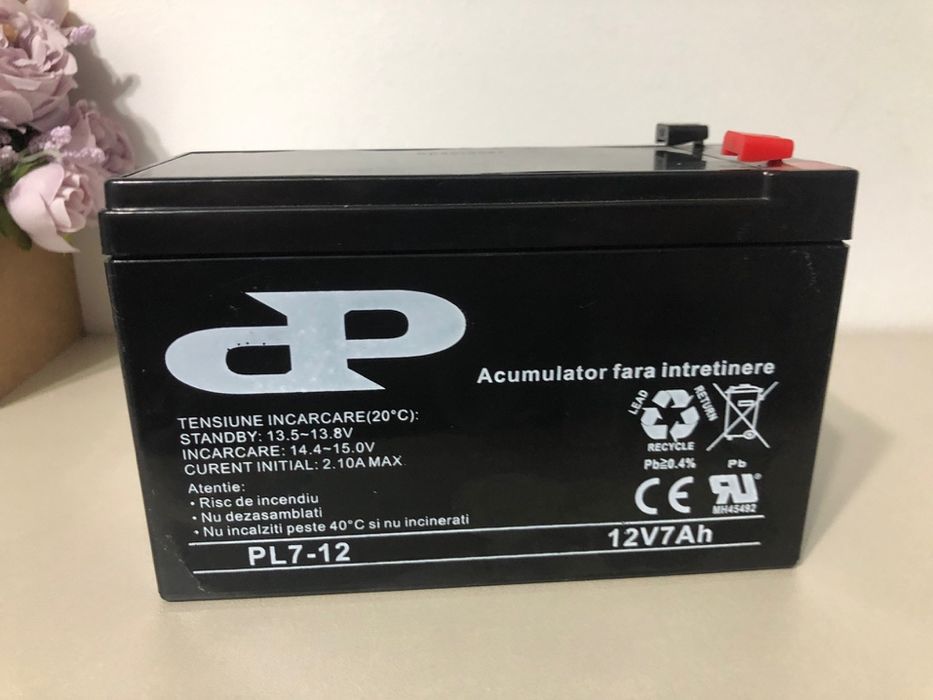 dP
Acumulator fara intretinere
TENSIUNE INCARCARE(20°C):
STANDBY: 13.5~13.8V
INCARCARE: 14.4~15.0V
CURENT INITIAL: 2.10A MAX
Atentie:
• Risc de incendiu
• Nu dezasamblati
• Nu incalziti peste 40°C si nu incinerati
LEAD
RETURN
RECYCLE
Pb≥0.4%
Pb
CE
RU®
MH45492
PL7-12
12V7Ah